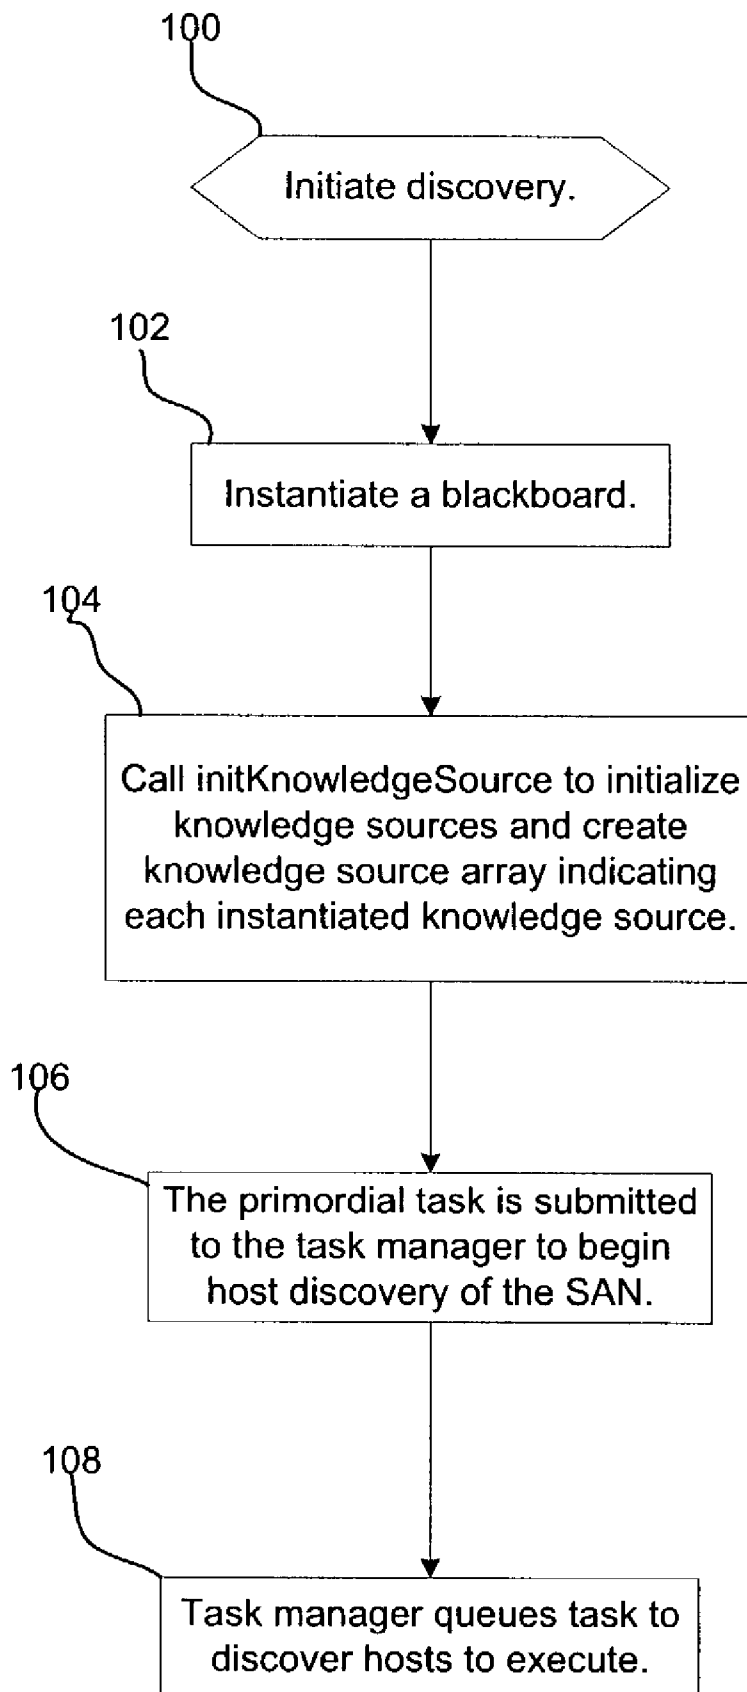 100
Initiate discovery.
102
Instantiate a blackboard.
104
Call initKnowledgeSource to initialize
knowledge sources and create
knowledge source array indicating
each instantiated knowledge source.
106
The primordial task is submitted
to the task manager to begin
host discovery of the SAN.
108
Task manager queues task to
discover hosts to execute.